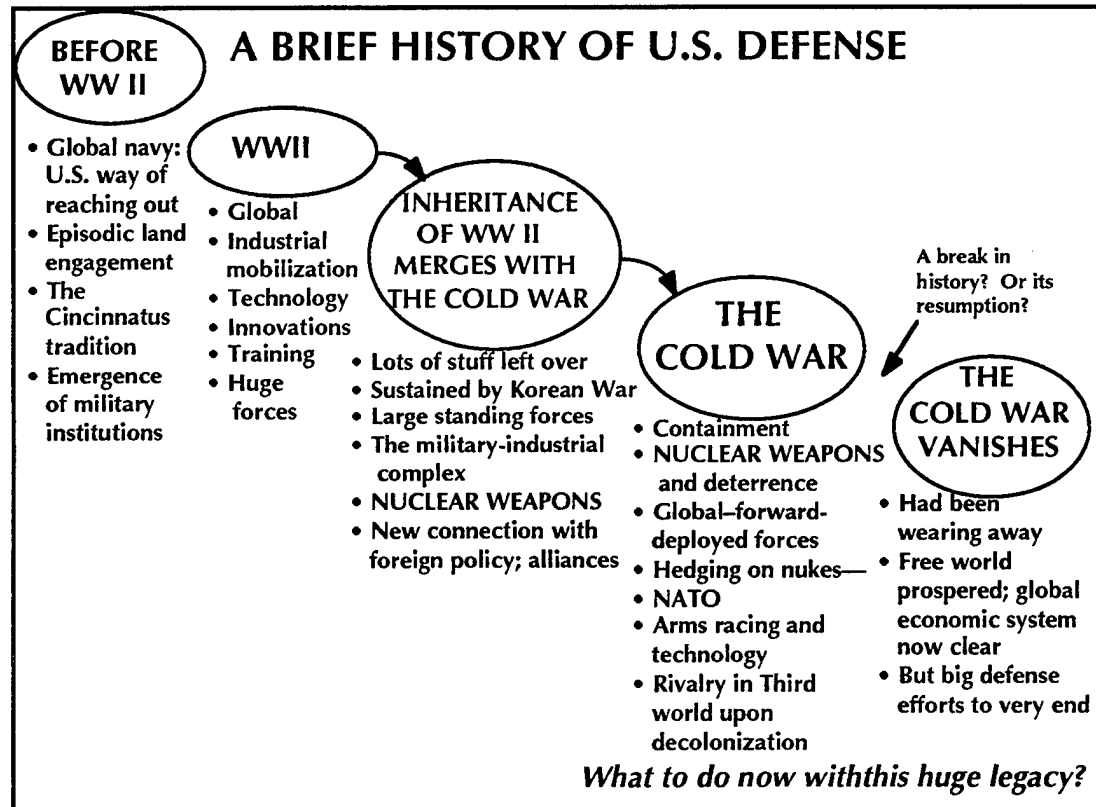 A BRIEF HISTORY OF U.S. DEFENSE
BEFORE
WW II
• Global navy:
U.S. way of
reaching out
• Episodic land
engagement
• The
Cincinnatus
tradition
• Emergence
of military
institutions
WWII
• Global
• Industrial
mobilization
• Technology
• Innovations
• Training
• Huge
forces
INHERITANCE
OF WW II
MERGES WITH
THE COLD WAR
• Lots of stuff left over
• Sustained by Korean War
• Large standing forces
• The military-industrial
complex
• NUCLEAR WEAPONS
• New connection with
foreign policy; alliances
THE
COLD WAR
• Containment
• NUCLEAR WEAPONS
and deterrence
• Global–forward-
deployed forces
• Hedging on nukes—
• NATO
• Arms racing and
technology
• Rivalry in Third
world upon
decolonization
A break in
history? Or its
resumption?
THE
COLD WAR
VANISHES
• Had been
wearing away
• Free world
prospered; global
economic system
now clear
• But big defense
efforts to very end
What to do now withthis huge legacy?